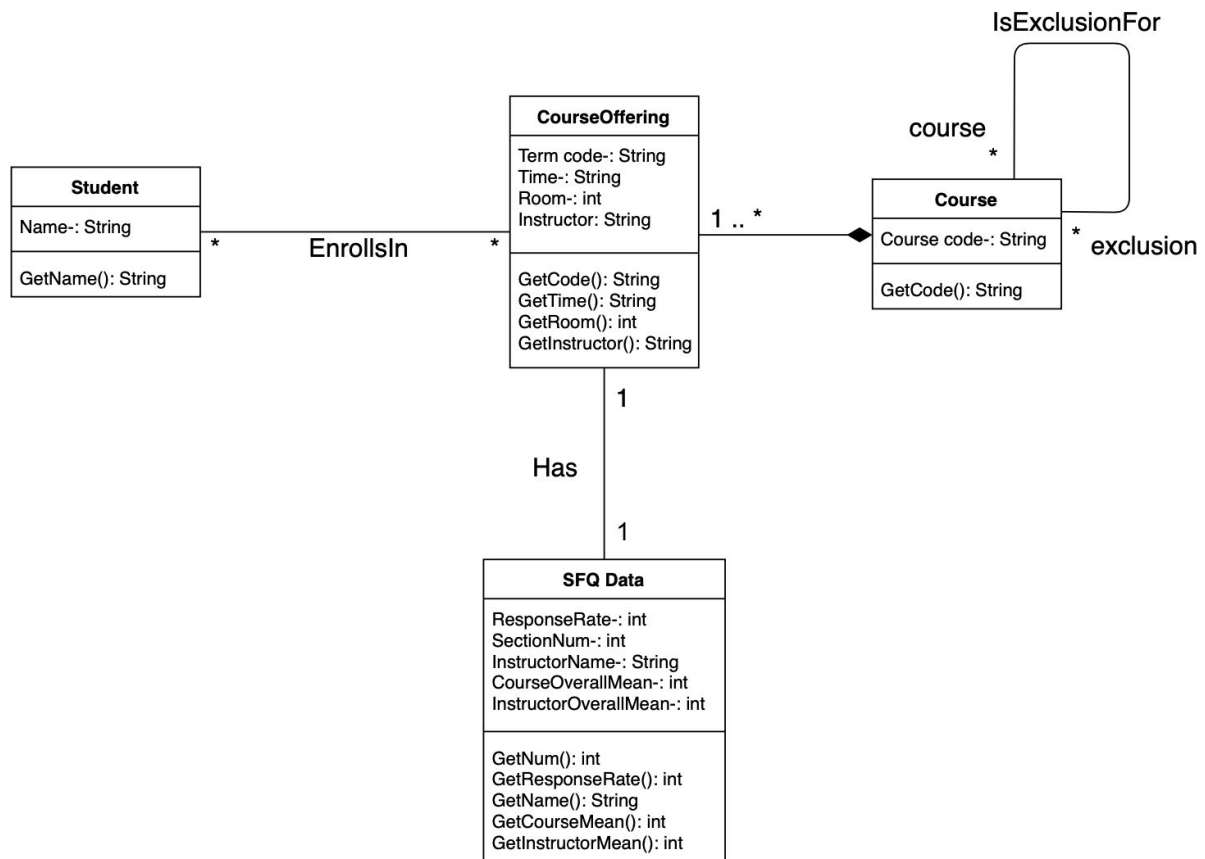 IsExclusionFor
course
*
CourseOffering
Term code-: String
Time-: String
Room-: int
Instructor: String
GetCode(): String
GetTime(): String
GetRoom(): int
GetInstructor(): String
Student
Name-: String
GetName(): String
*
EnrollsIn
*
1 .. *
Course
Course code-: String
GetCode(): String
*
exclusion
1
Has
1
SFQ Data
ResponseRate-: int
SectionNum-: int
InstructorName-: String
CourseOverallMean-: int
InstructorOverallMean-: int
GetNum(): int
GetResponseRate(): int
GetName(): String
GetCourseMean(): int
GetInstructorMean(): int